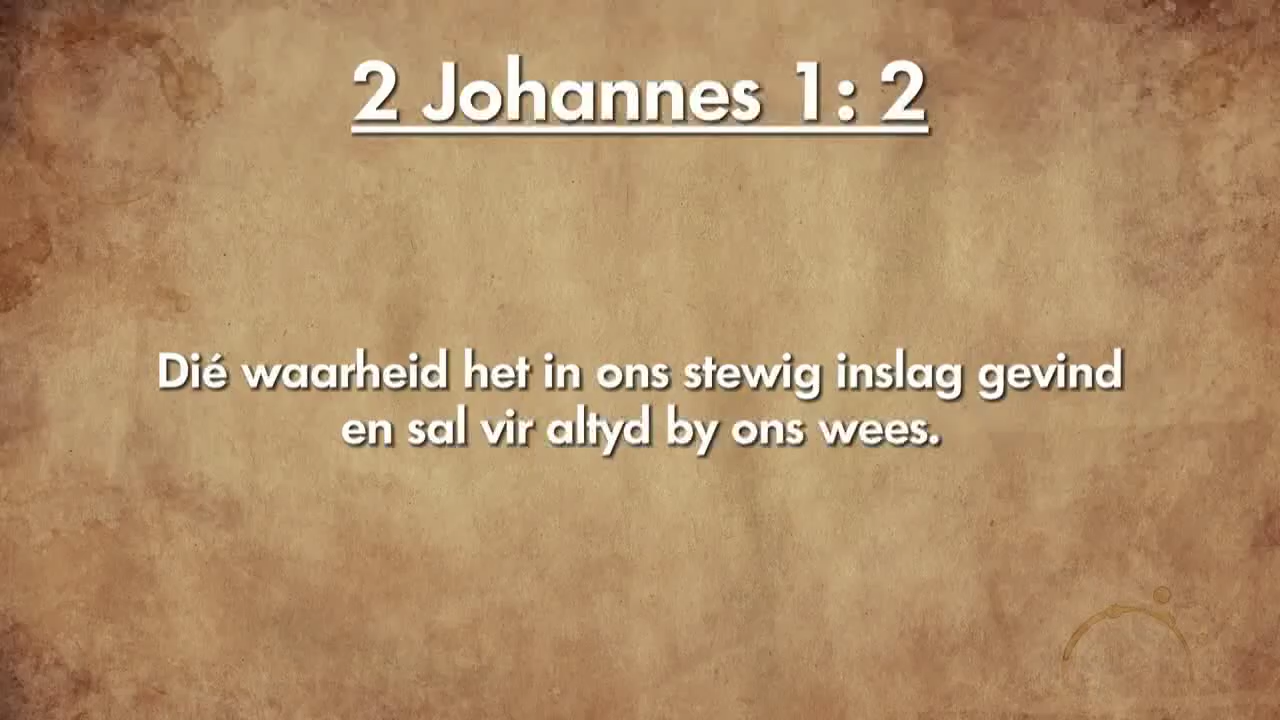 2 Johannes 1: 2
Dié waarheid het in ons stewig inslag gevind
en sal vir altyd by ons wees.